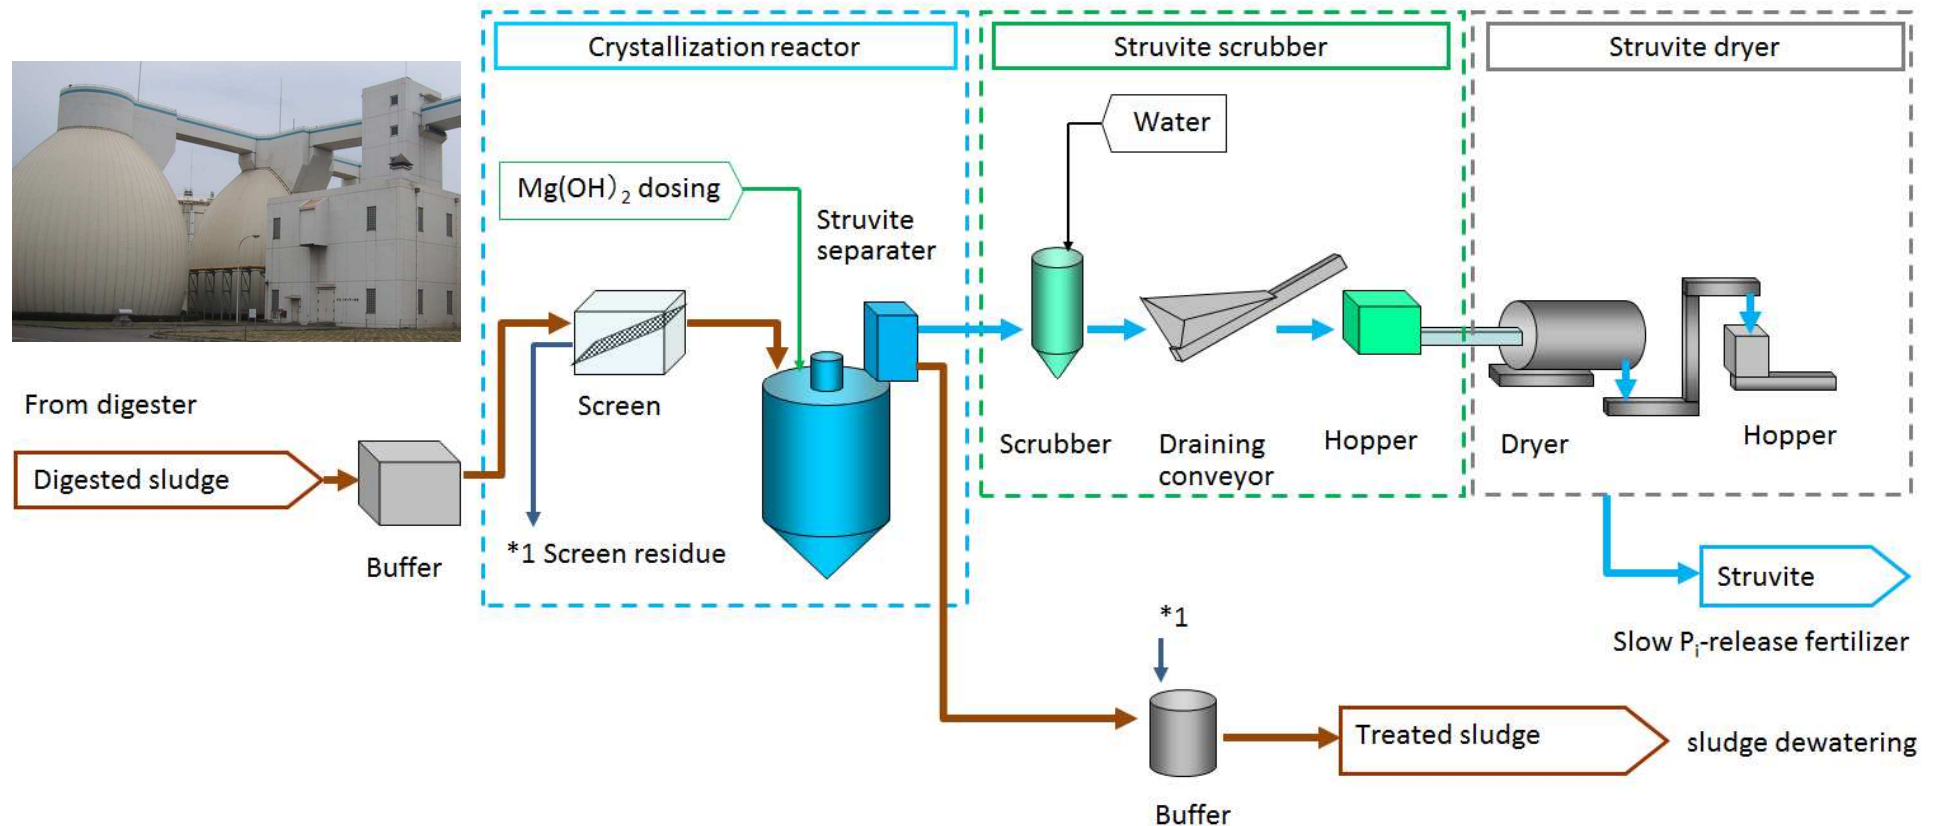 Crystallization reactor
Struvite scrubber
Struvite dryer
Water
Mg(OH)₂ dosing
Struvite
separater
Screen
From digester
Digested sludge
Buffer
*1 Screen residue
Scrubber
Draining
conveyor
Hopper
Dryer
Hopper
Struvite
Slow Pᵢ-release fertilizer
*1
Buffer
Treated sludge
sludge dewatering